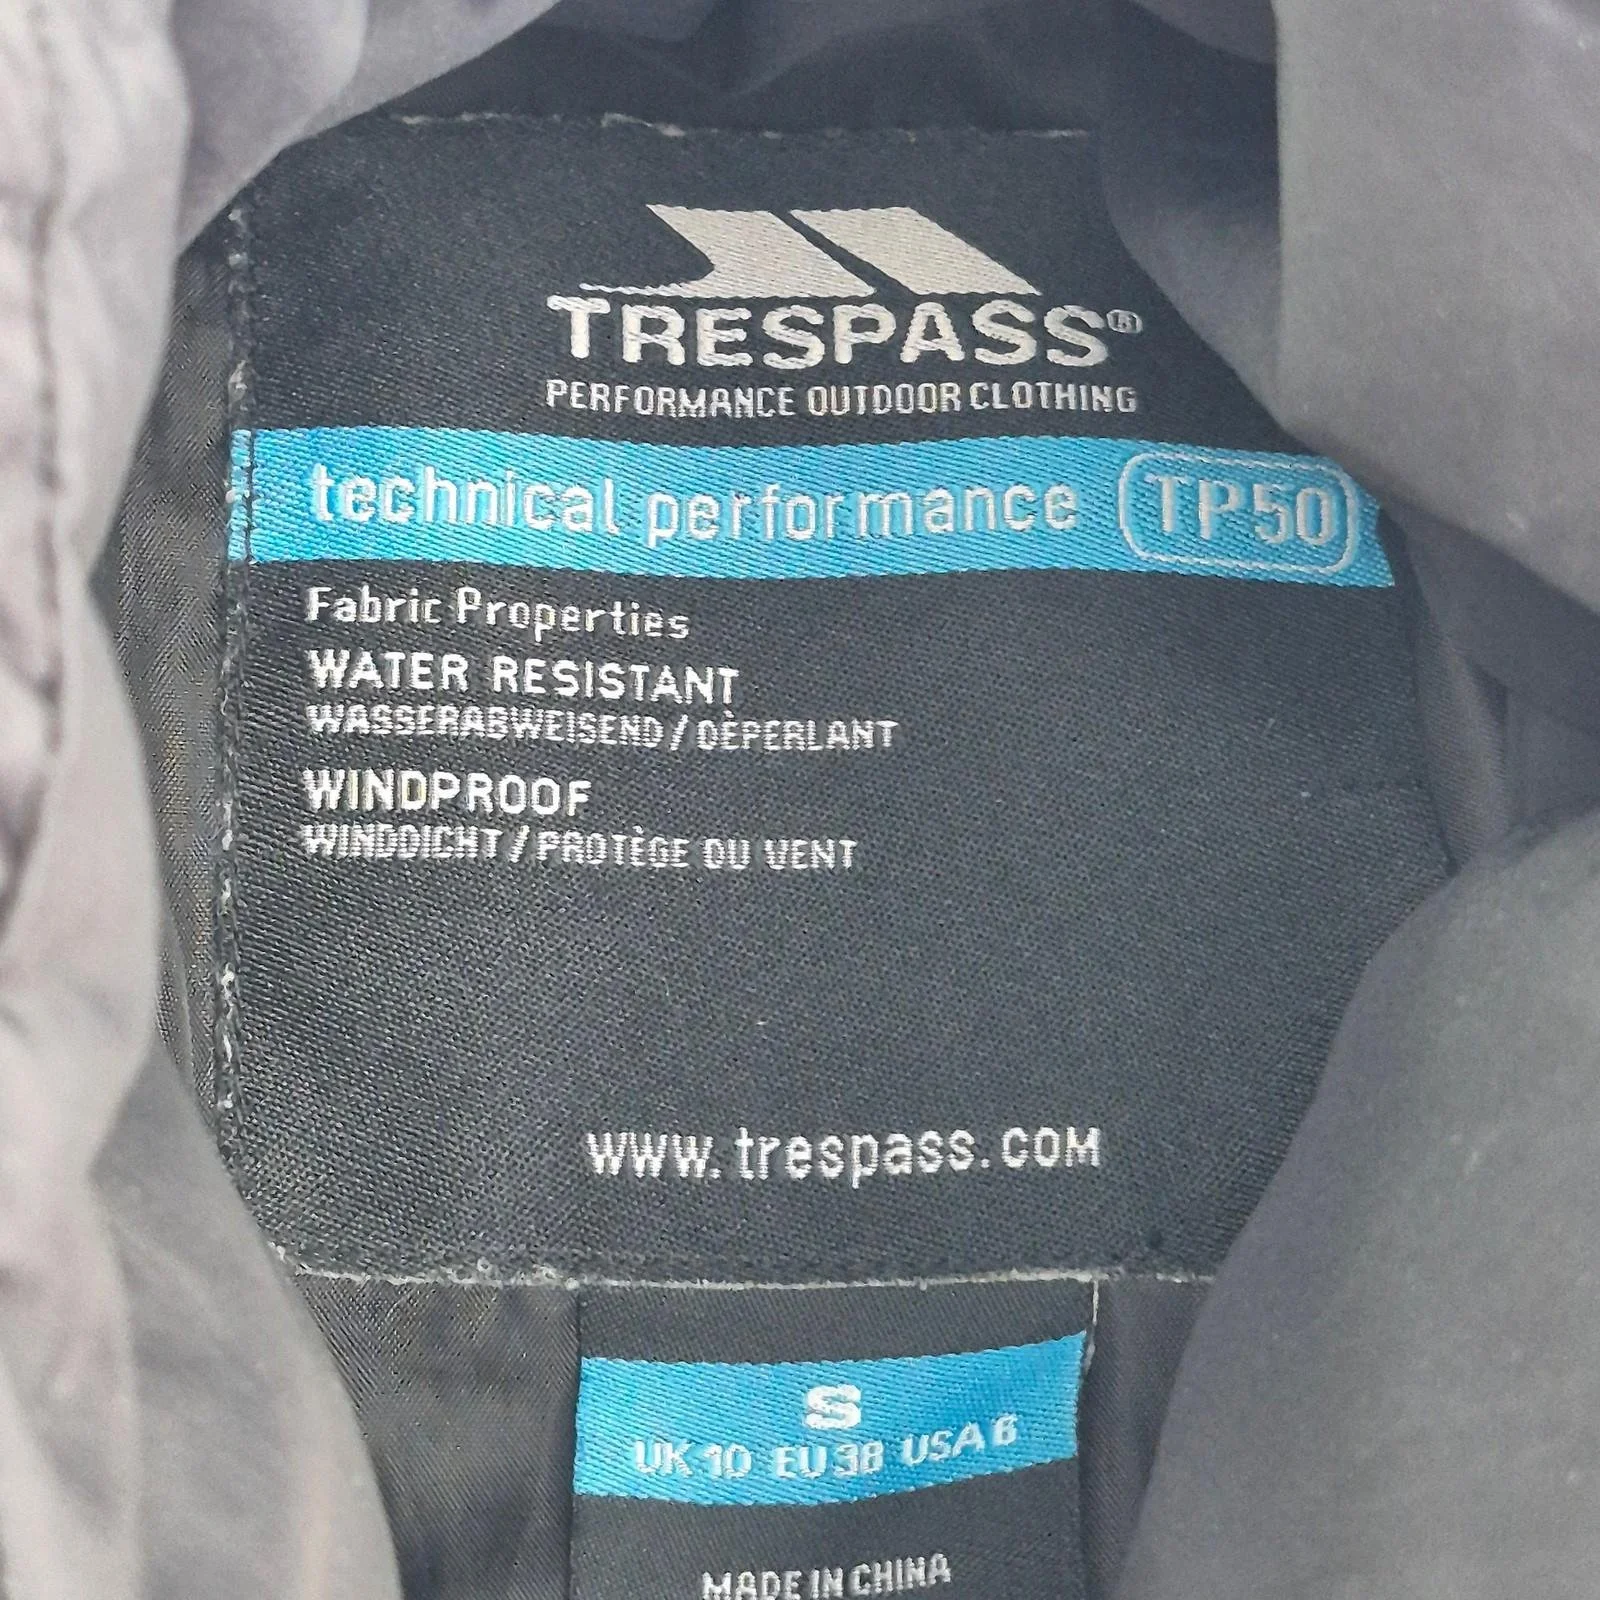 TRESPASS®
PERFORMANCE OUTDOOR CLOTHING
technical performance TP50
Fabric Properties
WATER RESISTANT
WASSERABWEISEND / DÈPERLANT
WINDPROOF
WINDDICHT / PROTÈGE DU VENT
www.trespass.com
S
UK 10 EU 38 USA 6
MADE IN CHINA